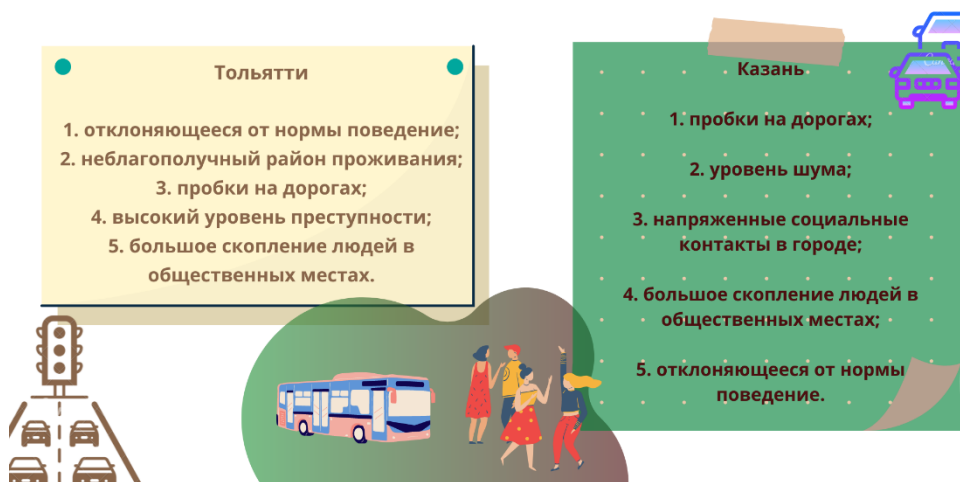 Тольятти
1. отклоняющееся от нормы поведение;
2. неблагополучный район проживания;
3. пробки на дорогах;
4. высокий уровень преступности;
5. большое скопление людей в
общественных местах.
Казань
1. пробки на дорогах;
2. уровень шума;
3. напряженные социальные
контакты в городе;
4. большое скопление людей в
общественных местах;
5. отклоняющееся от нормы
поведение.